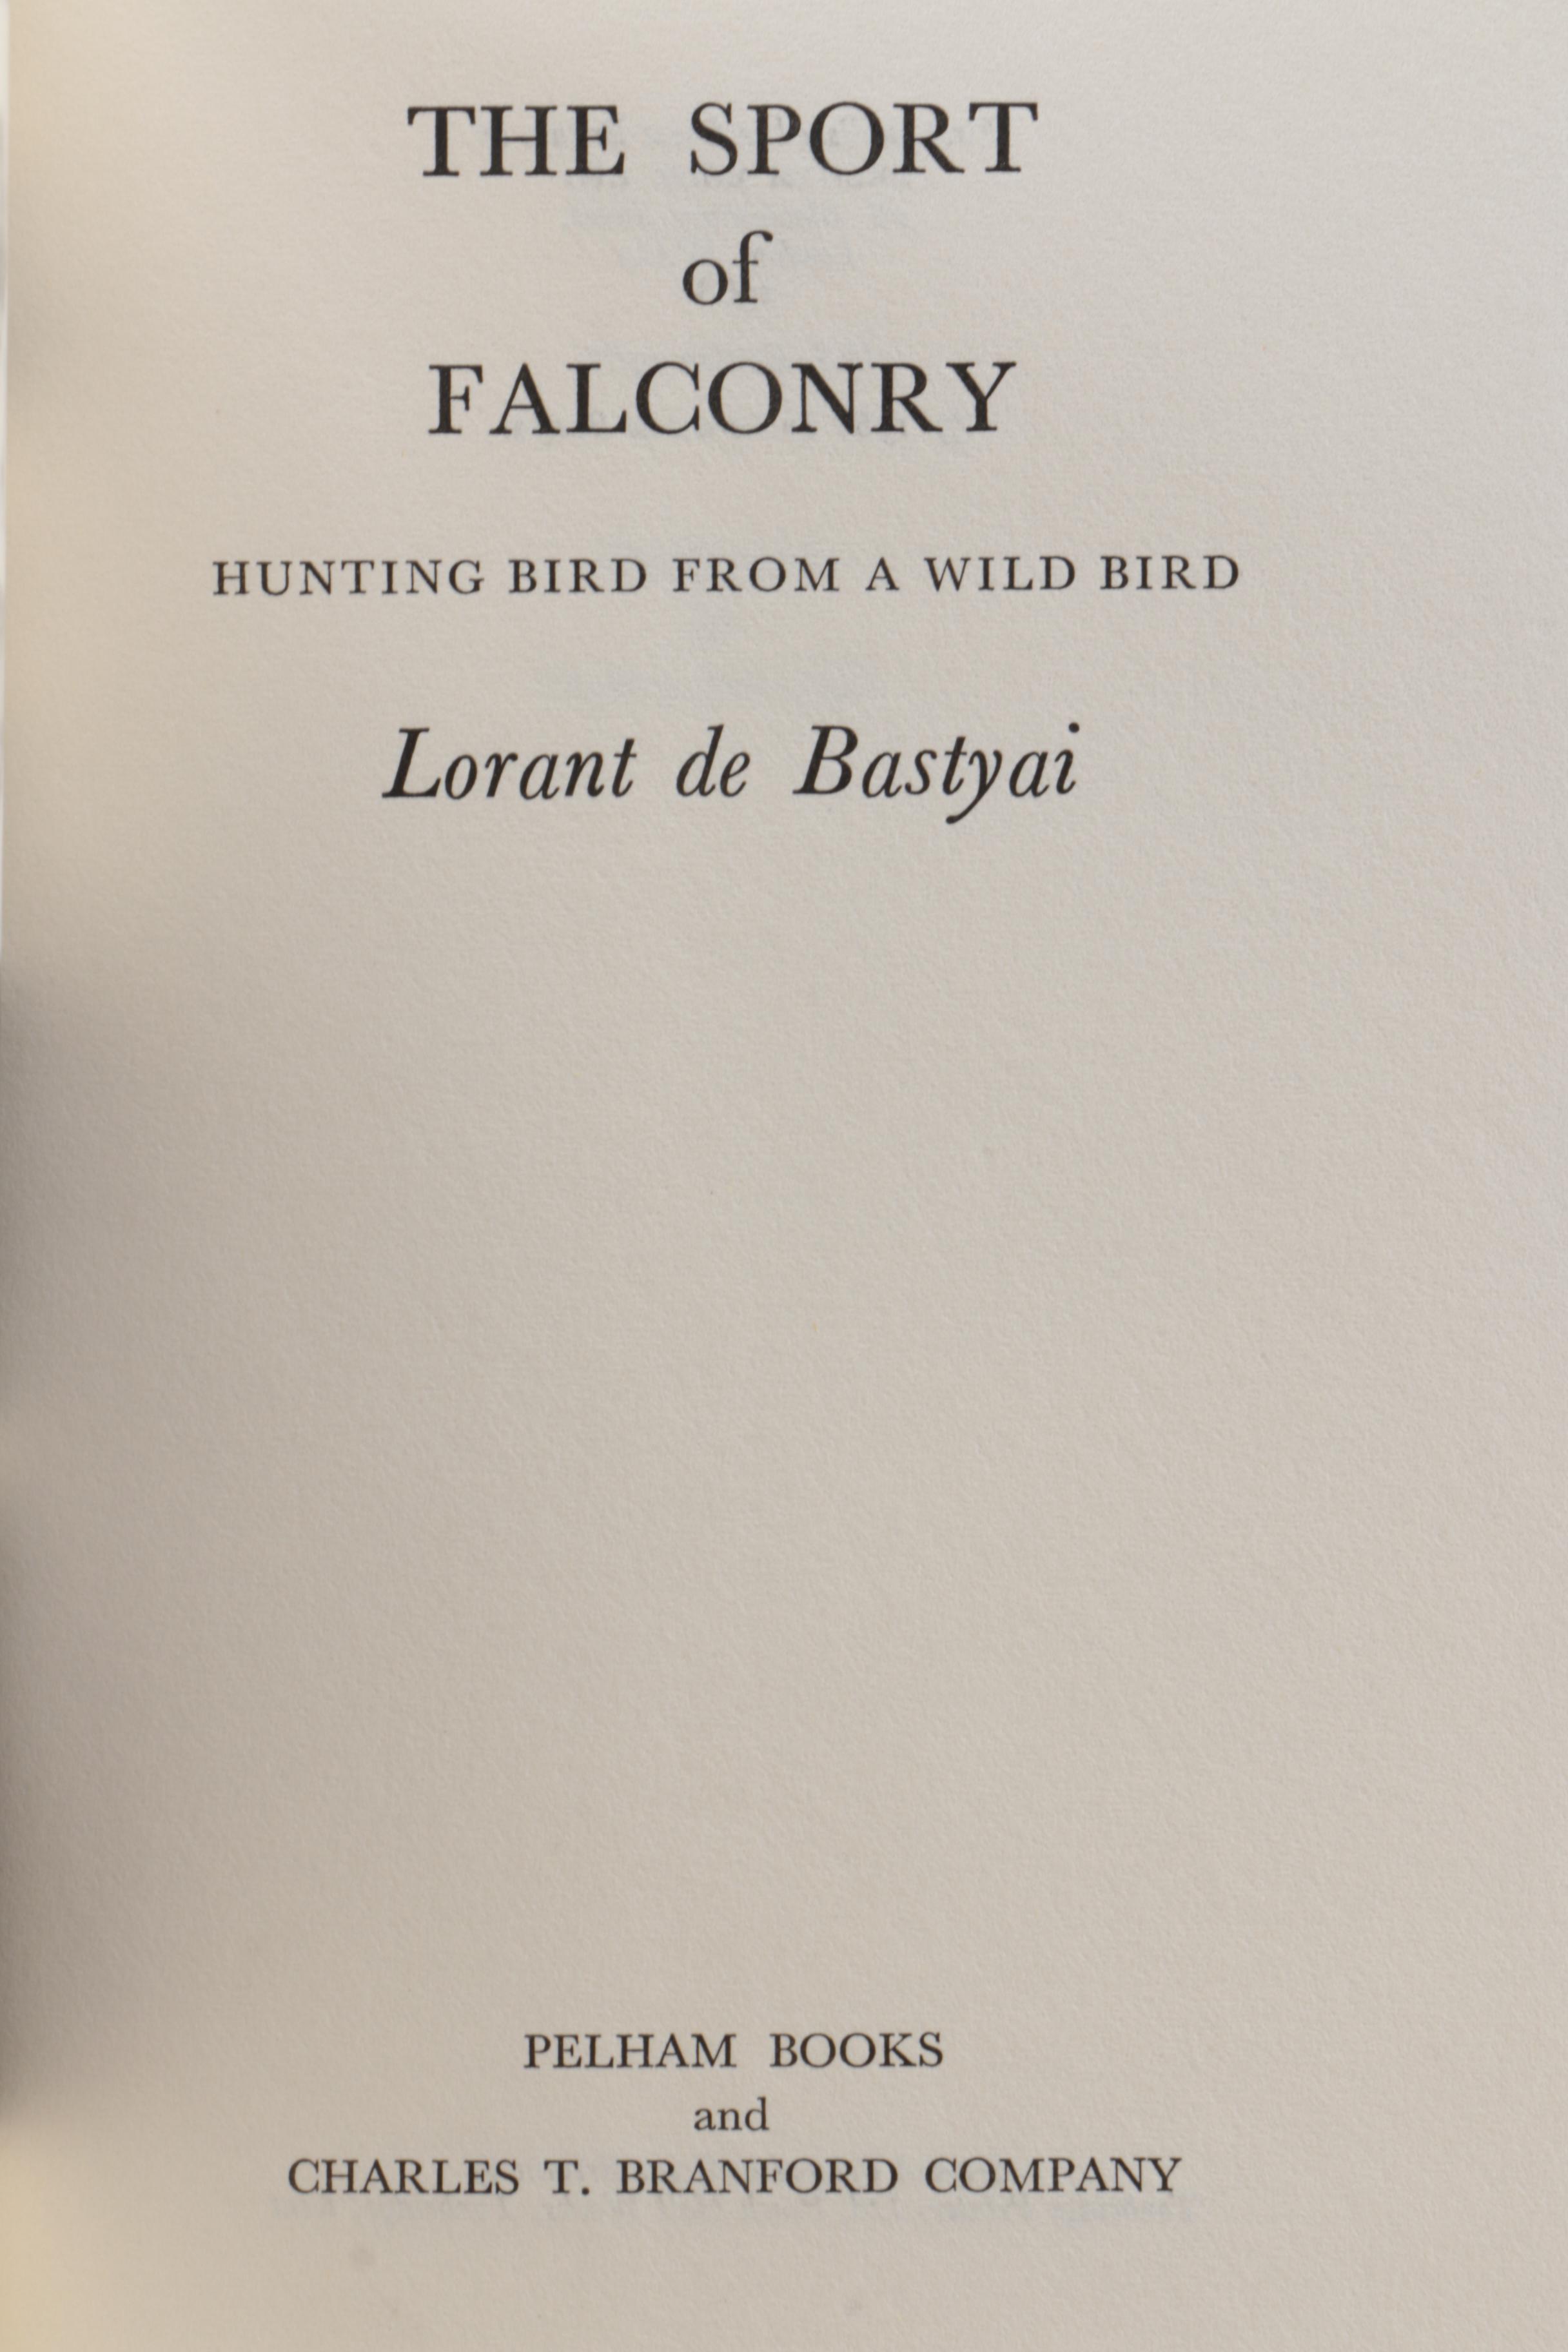 THE SPORT
of
FALCONRY
HUNTING BIRD FROM A WILD BIRD
Lorant de Bastyai
PELHAM BOOKS
and
CHARLES T. BRANFORD COMPANY